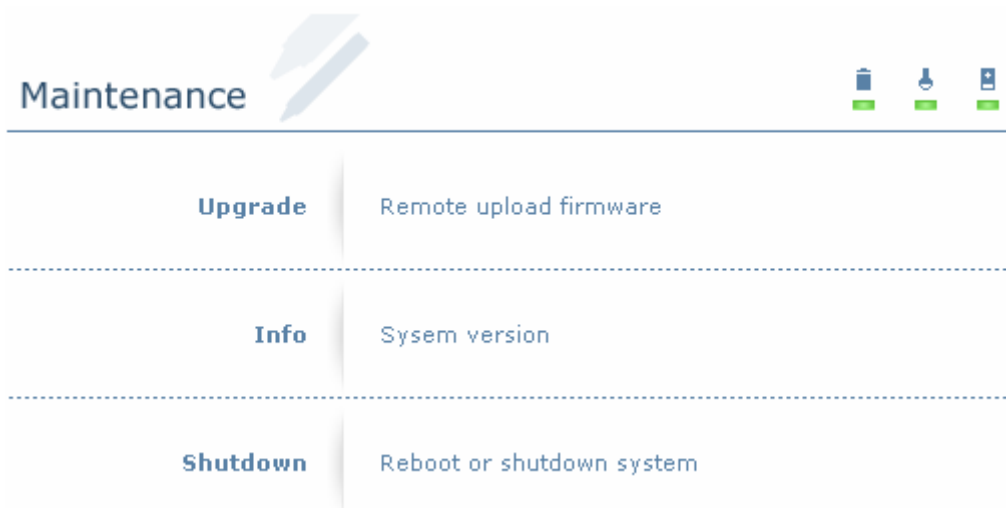 Maintenance
Upgrade Remote upload firmware
Info Sysem version
Shutdown Reboot or shutdown system